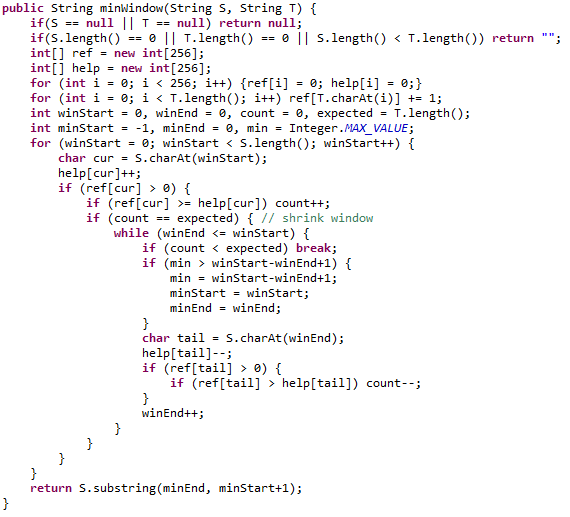 public String minWindow(String S, String T) {
    if(S == null || T == null) return null;
    if(S.length() == 0 || T.length() == 0 || S.length() < T.length()) return "";
    int[] ref = new int[256];
    int[] help = new int[256];
    for (int i = 0; i < 256; i++) {ref[i] = 0; help[i] = 0;}
    for (int i = 0; i < T.length(); i++) ref[T.charAt(i)] += 1;
    int winStart = 0, winEnd = 0, count = 0, expected = T.length();
    int minStart = -1, minEnd = 0, min = Integer.MAX_VALUE;
    for (winStart = 0; winStart < S.length(); winStart++) {
        char cur = S.charAt(winStart);
        help[cur]++;
        if (ref[cur] > 0) {
            if (ref[cur] >= help[cur]) count++;
            if (count == expected) { // shrink window
                while (winEnd <= winStart) {
                    if (count < expected) break;
                    if (min > winStart-winEnd+1) {
                        min = winStart-winEnd+1;
                        minStart = winStart;
                        minEnd = winEnd;
                    }
                    char tail = S.charAt(winEnd);
                    help[tail]--;
                    if (ref[tail] > 0) {
                        if (ref[tail] > help[tail]) count--;
                    }
                    winEnd++;
                }
            }
        }
    }
    return S.substring(minEnd, minStart+1);
}